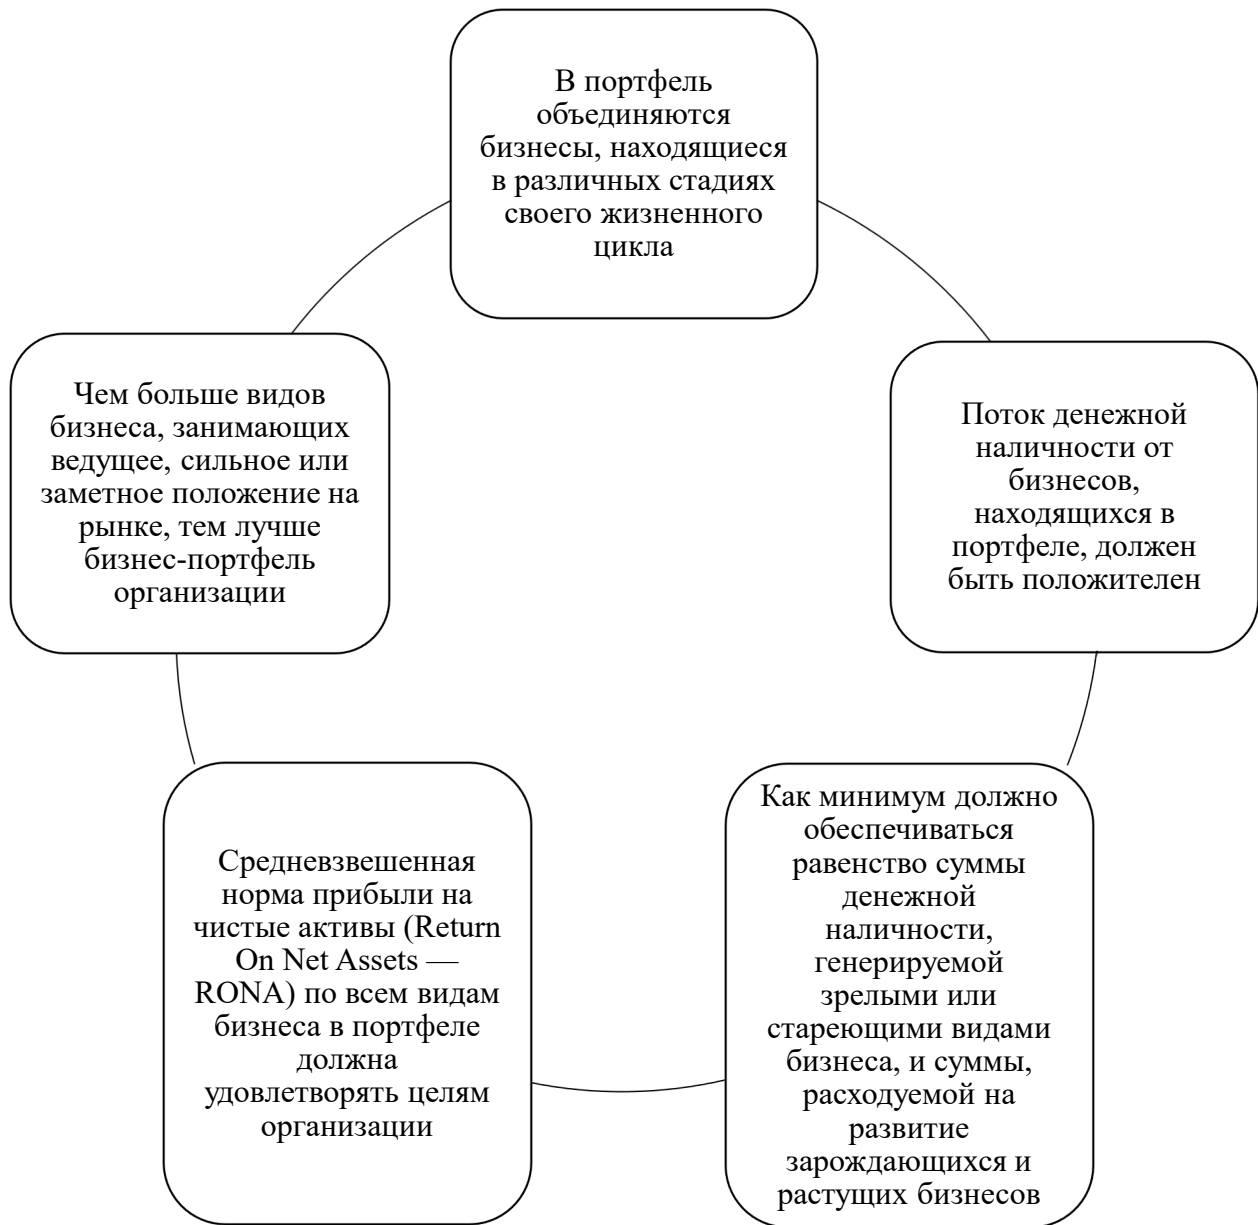 В портфель
объединяются
бизнесы, находящиеся
в различных стадиях
своего жизненного
цикла
Поток денежной
наличности от
бизнесов,
находящихся в
портфеле, должен
быть положителен
Как минимум должно
обеспечиваться
равенство суммы
денежной
наличности,
генерируемой
зрелыми или
стареющими видами
бизнеса, и суммы,
расходуемой на
развитие
зарождающихся и
растущих бизнесов
Средневзвешенная
норма прибыли на
чистые активы (Return
On Net Assets —
RONA) по всем видам
бизнеса в портфеле
должна
удовлетворять целям
организации
Чем больше видов
бизнеса, занимающих
ведущее, сильное или
заметное положение на
рынке, тем лучше
бизнес-портфель
организации